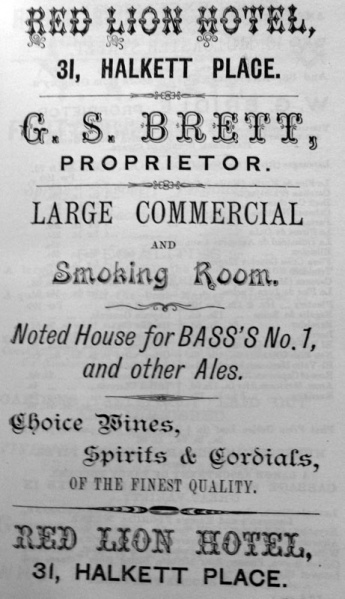 RED LION HOTEL,
31, HALKETT PLACE.
G. S. BRETT,
PROPRIETOR.
LARGE COMMERCIAL
AND
Smoking Room.
Noted House for BASS'S No. 1,
and other Ales.
Choice Wines,
Spirits & Cordials,
OF THE FINEST QUALITY.
RED LION HOTEL,
31, HALKETT PLACE.